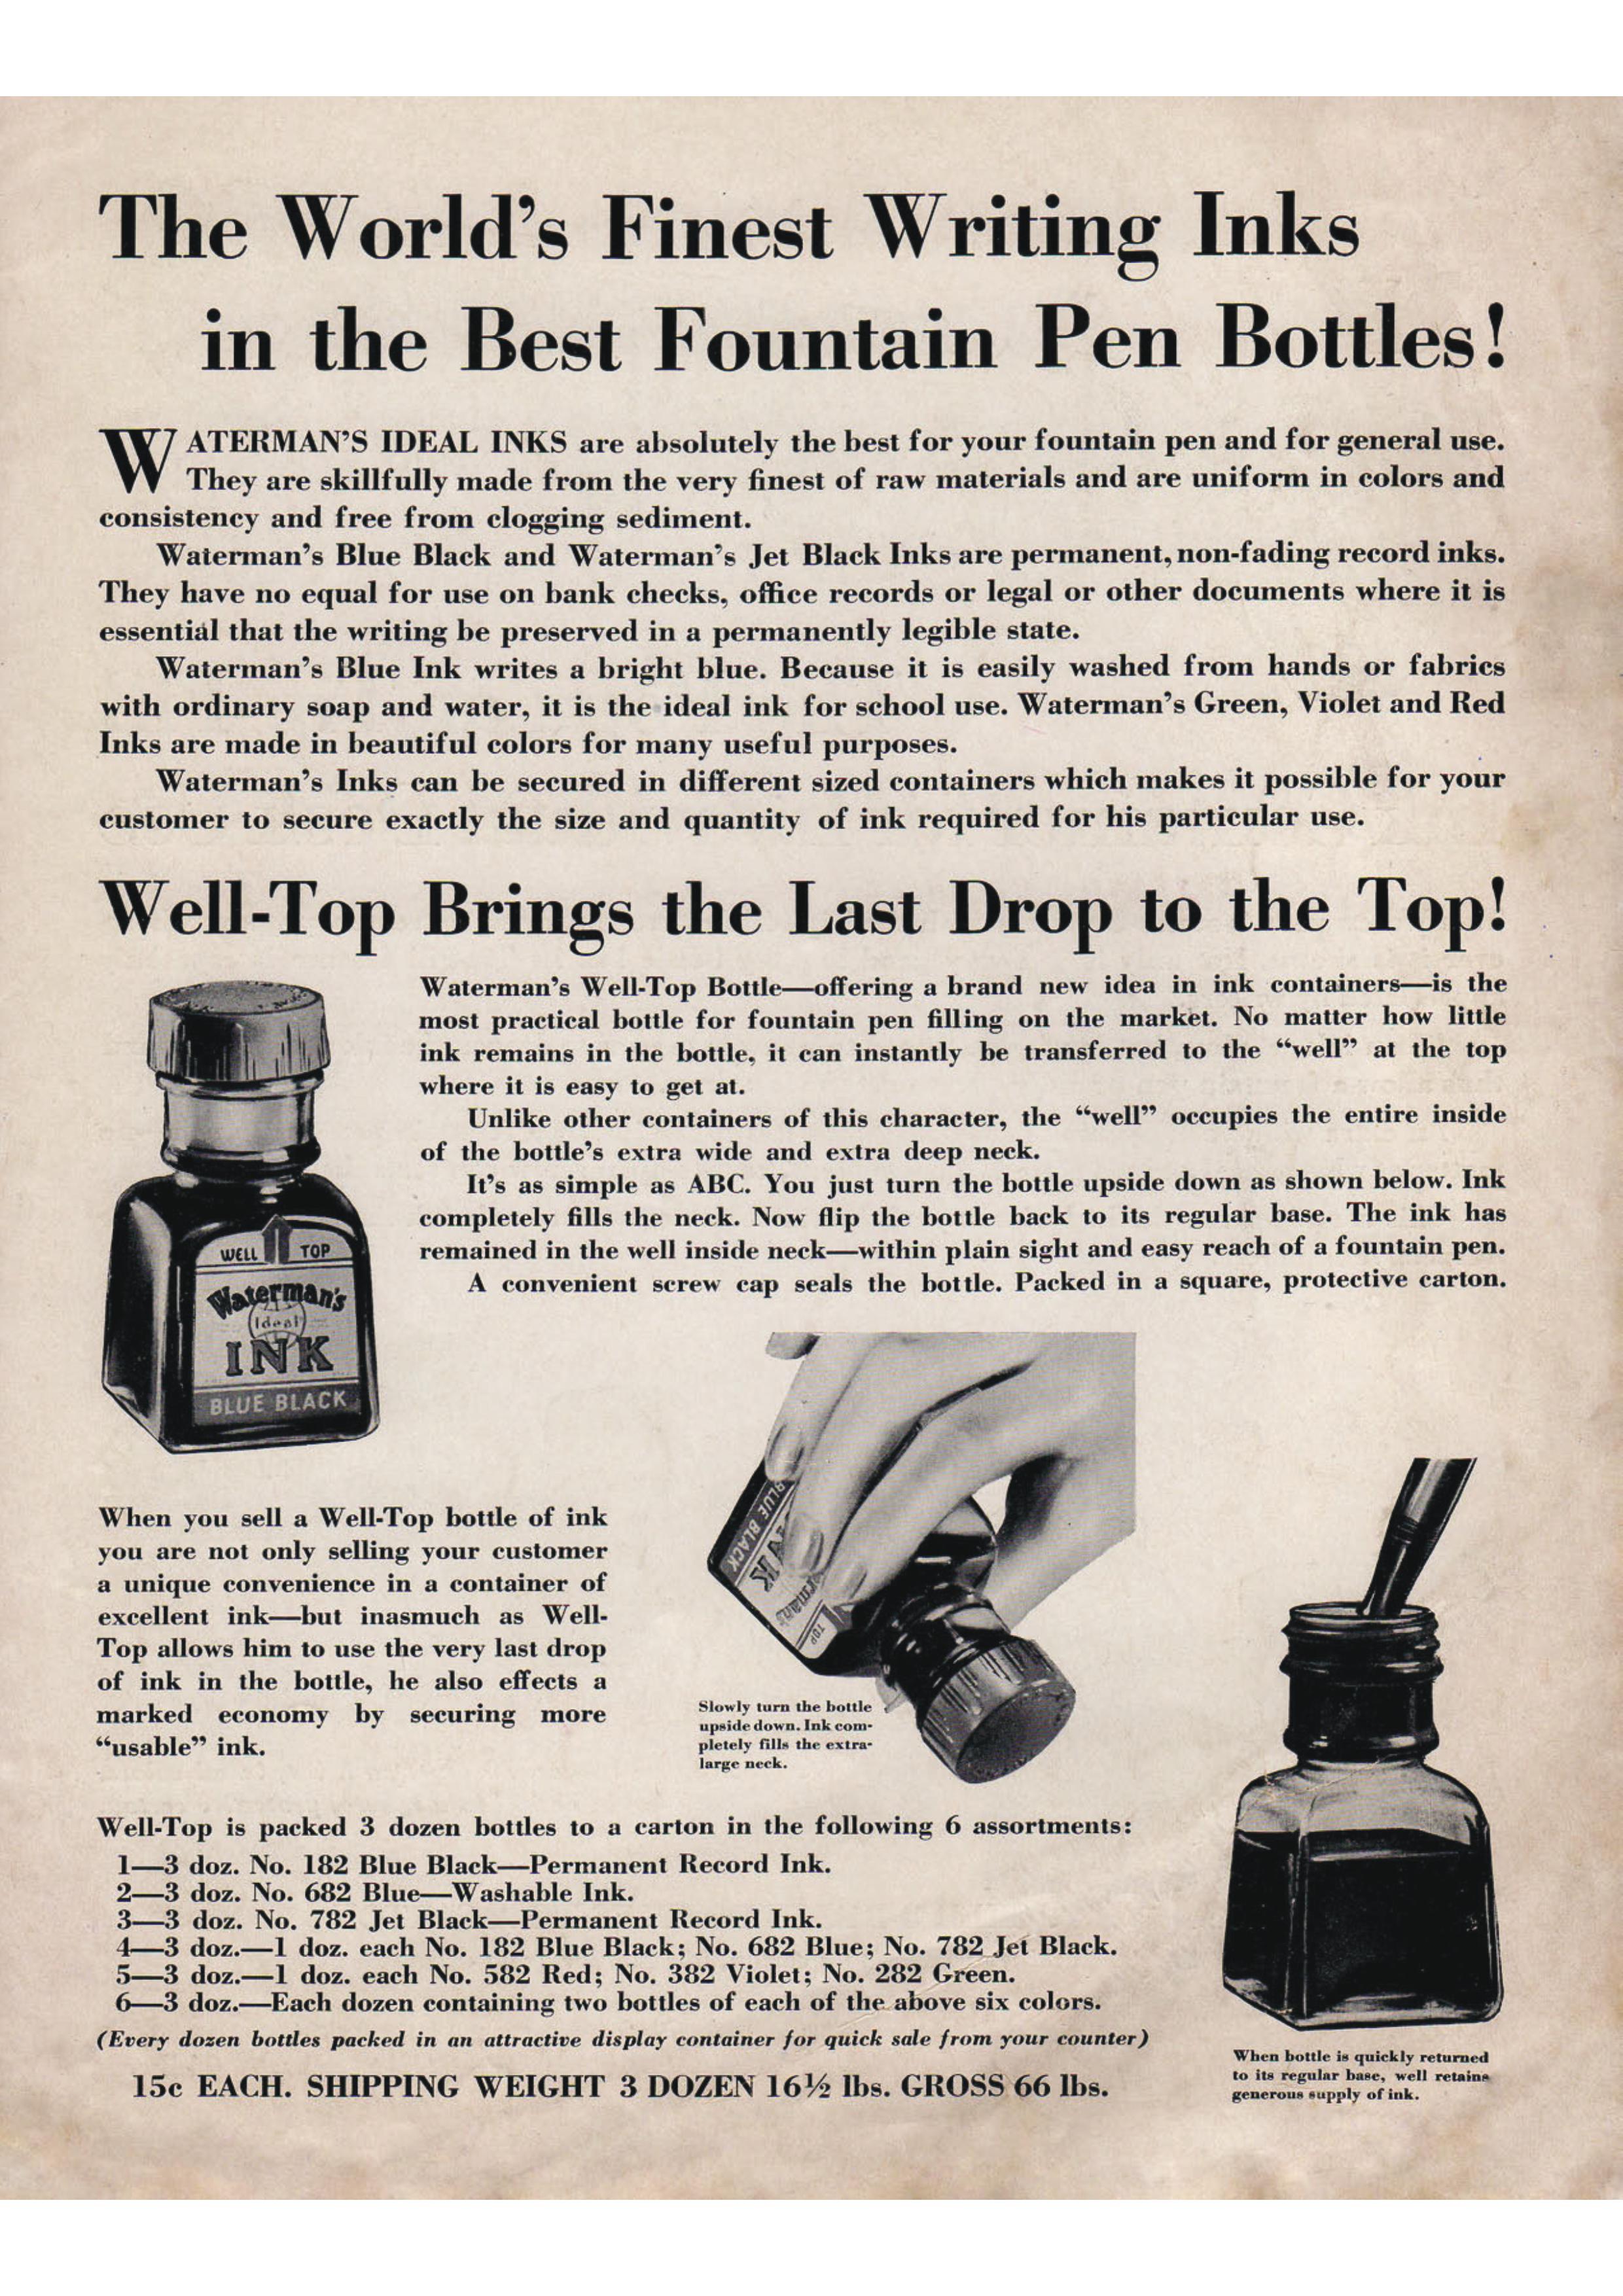 The World's Finest Writing Inks
in the Best Fountain Pen Bottles!
WATERMAN'S IDEAL INKS are absolutely the best for your fountain pen and for general use.
They are skillfully made from the very finest of raw materials and are uniform in colors and
consistency and free from clogging sediment.
Waterman's Blue Black and Waterman's Jet Black Inks are permanent, non-fading record inks.
They have no equal for use on bank checks, office records or legal or other documents where it is
essential that the writing be preserved in a permanently legible state.
Waterman's Blue Ink writes a bright blue. Because it is easily washed from hands or fabrics
with ordinary soap and water, it is the ideal ink for school use. Waterman's Green, Violet and Red
Inks are made in beautiful colors for many useful purposes.
Waterman's Inks can be secured in different sized containers which makes it possible for your
customer to secure exactly the size and quantity of ink required for his particular use.
Well-Top Brings the Last Drop to the Top!
Waterman's Well-Top Bottle—offering a brand new idea in ink containers—is the
most practical bottle for fountain pen filling on the market. No matter how little
ink remains in the bottle, it can instantly be transferred to the “well” at the top
where it is easy to get at.
Unlike other containers of this character, the “well” occupies the entire inside
of the bottle's extra wide and extra deep neck.
It's as simple as ABC. You just turn the bottle upside down as shown below. Ink
completely fills the neck. Now flip the bottle back to its regular base. The ink has
remained in the well inside neck—within plain sight and easy reach of a fountain pen.
A convenient screw cap seals the bottle. Packed in a square, protective carton.
WELL TOP
Waterman's
Ideal
INK
BLUE BLACK
BLUE BLACK
NK
rman's
TOP
When you sell a Well-Top bottle of ink
you are not only selling your customer
a unique convenience in a container of
excellent ink—but inasmuch as Well-
Top allows him to use the very last drop
of ink in the bottle, he also effects a
marked economy by securing more
“usable” ink.
Slowly turn the bottle
upside down. Ink com-
pletely fills the extra-
large neck.
Well-Top is packed 3 dozen bottles to a carton in the following 6 assortments:
1—3 doz. No. 182 Blue Black—Permanent Record Ink.
2—3 doz. No. 682 Blue—Washable Ink.
3—3 doz. No. 782 Jet Black—Permanent Record Ink.
4—3 doz.—1 doz. each No. 182 Blue Black; No. 682 Blue; No. 782 Jet Black.
5—3 doz.—1 doz. each No. 582 Red; No. 382 Violet; No. 282 Green.
6—3 doz.—Each dozen containing two bottles of each of the above six colors.
(Every dozen bottles packed in an attractive display container for quick sale from your counter)
15c EACH. SHIPPING WEIGHT 3 DOZEN 16½ lbs. GROSS 66 lbs.
When bottle is quickly returned
to its regular base, well retains
generous supply of ink.